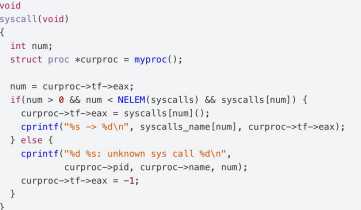 void
syscall(void)
{
  int num;
  struct proc *curproc = myproc();

  num = curproc->tf->eax;
  if(num > 0 && num < NELEM(syscalls) && syscalls[num]) {
    curproc->tf->eax = syscalls[num]();
    cprintf("%s -> %d\n", syscalls_name[num], curproc->tf->eax);
  } else {
    cprintf("%d %s: unknown sys call %d\n",
            curproc->pid, curproc->name, num);
    curproc->tf->eax = -1;
  }
}